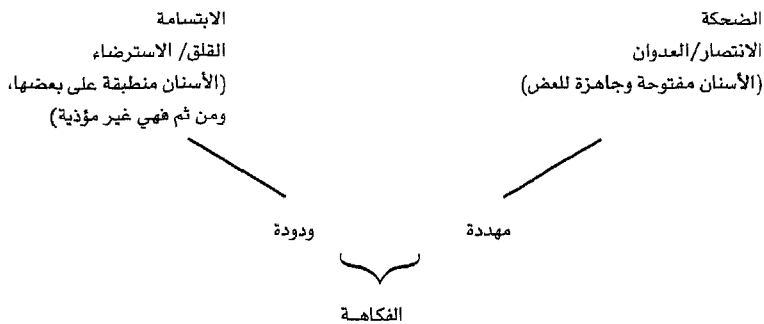 الضحكة
الانتصار/العدوان
(الأسنان مفتوحة وجاهزة للعض)
الابتسامة
القلق/ الاسترضاء
(الأسنان منطبقة على بعضها،
ومن ثم فهي غير مؤذية)
مهددة
ودودة
الفكاهية